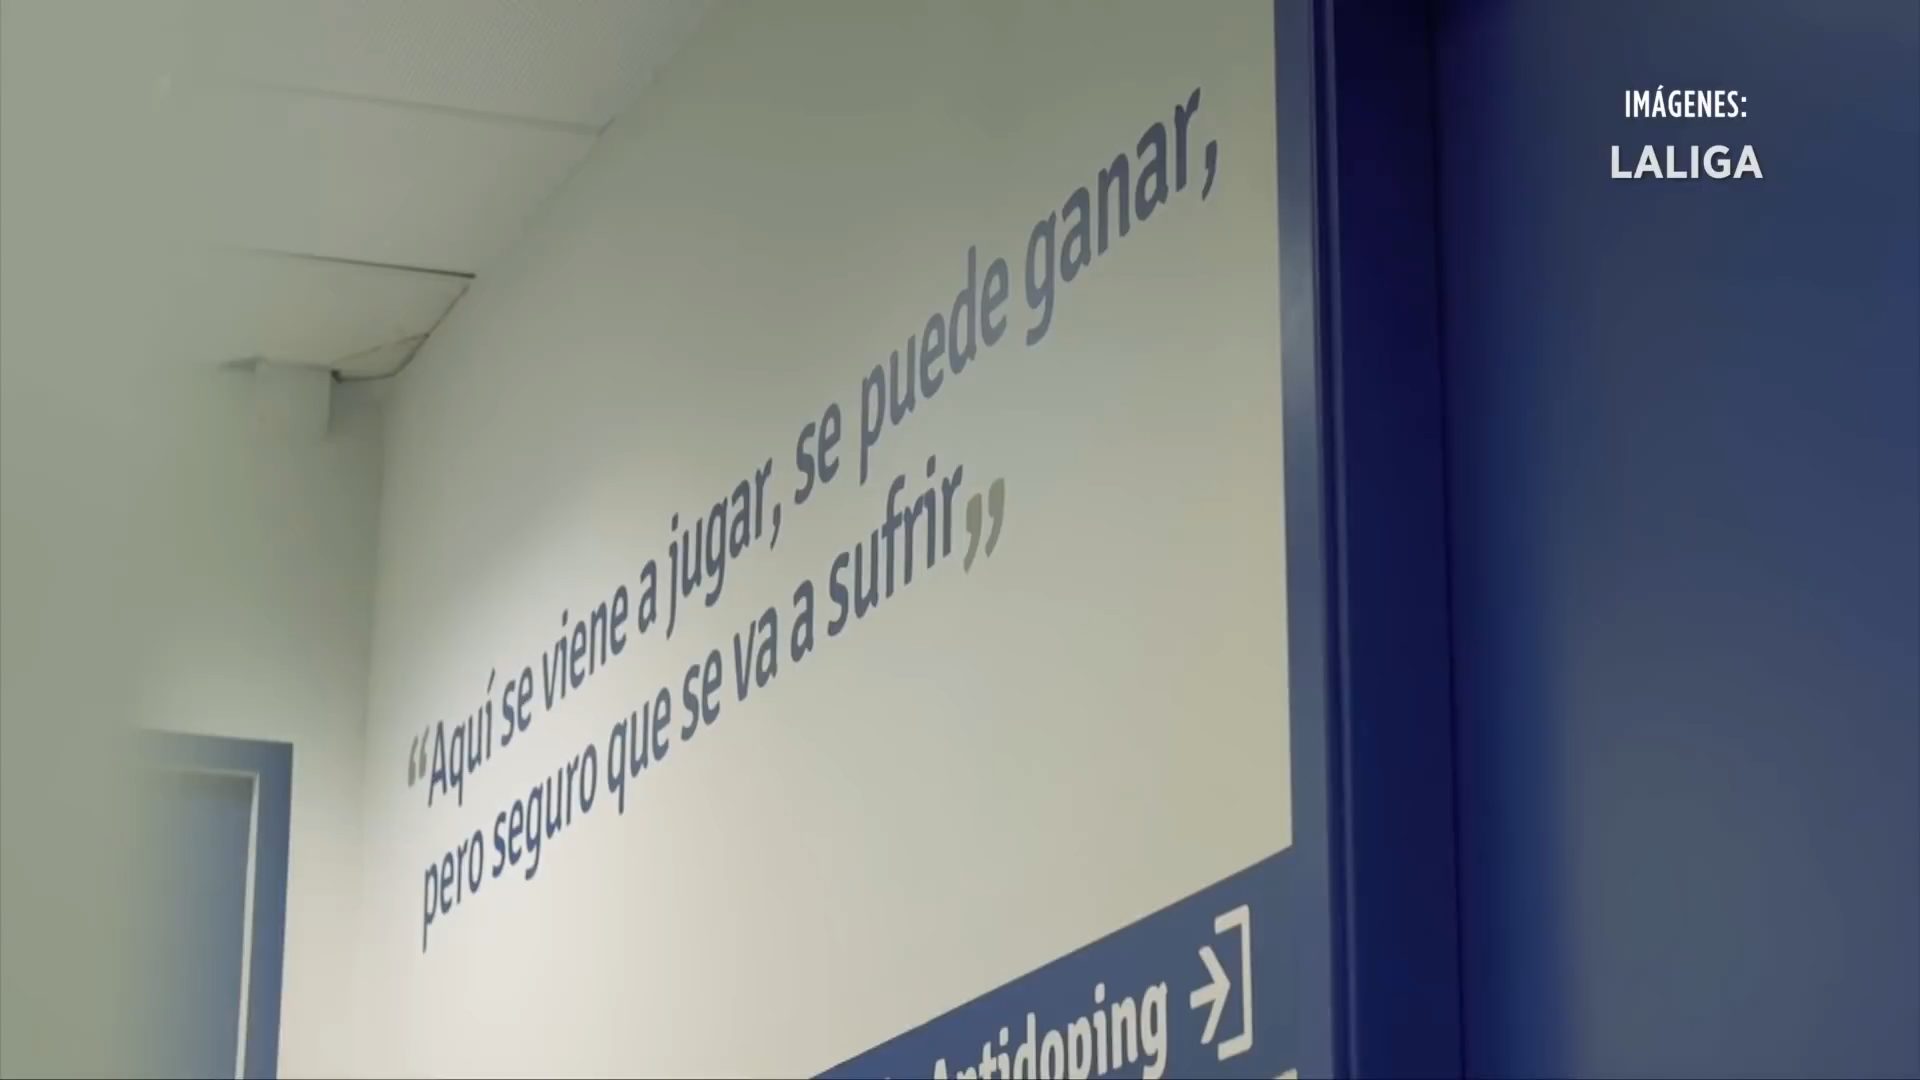 IMÁGENES:
LALIGA
“Aquí se viene a jugar, se puede ganar,
pero seguro que se va a sufrir”
Antidoping